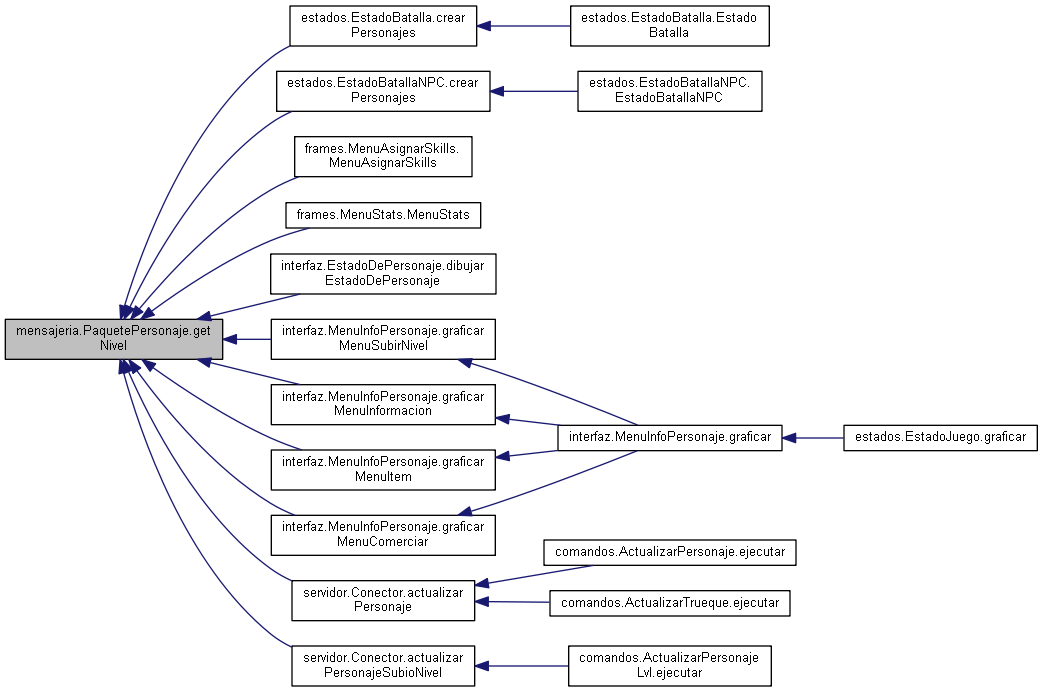 estados.EstadoBatalla.crear
Personajes
estados.EstadoBatalla.Estado
Batalla
estados.EstadoBatallaNPC.crear
Personajes
estados.EstadoBatallaNPC.
EstadoBatallaNPC
frames.MenuAsignarSkills.
MenuAsignarSkills
frames.MenuStats.MenuStats
interfaz.EstadoDePersonaje.dibujar
EstadoDePersonaje
mensajeria.PaquetePersonaje.get
Nivel
interfaz.MenuInfoPersonaje.graficar
MenuSubirNivel
interfaz.MenuInfoPersonaje.graficar
MenuInformacion
interfaz.MenuInfoPersonaje.graficar
estados.EstadoJuego.graficar
interfaz.MenuInfoPersonaje.graficar
MenuItem
interfaz.MenuInfoPersonaje.graficar
MenuComerciar
comandos.ActualizarPersonaje.ejecutar
servidor.Conector.actualizar
Personaje
comandos.ActualizarTrueque.ejecutar
servidor.Conector.actualizar
PersonajeSubioNivel
comandos.ActualizarPersonaje
Lvl.ejecutar